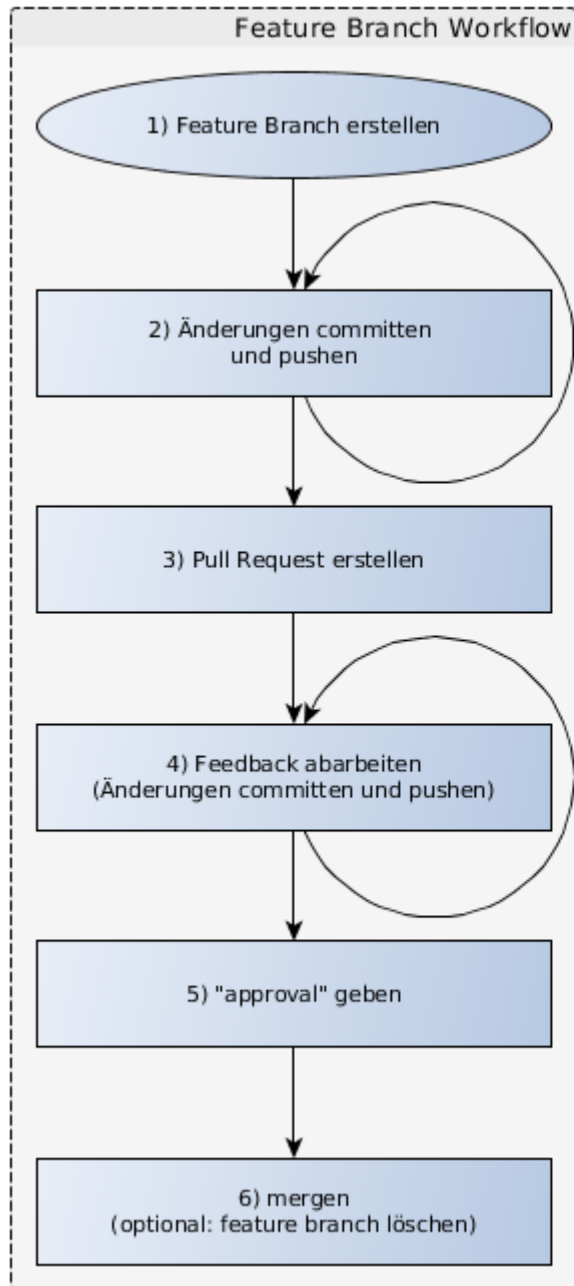 Feature Branch Workflow
1) Feature Branch erstellen
2) Änderungen committen
und pushen
3) Pull Request erstellen
4) Feedback abarbeiten
(Änderungen committen und pushen)
5) "approval" geben
6) mergen
(optional: feature branch löschen)